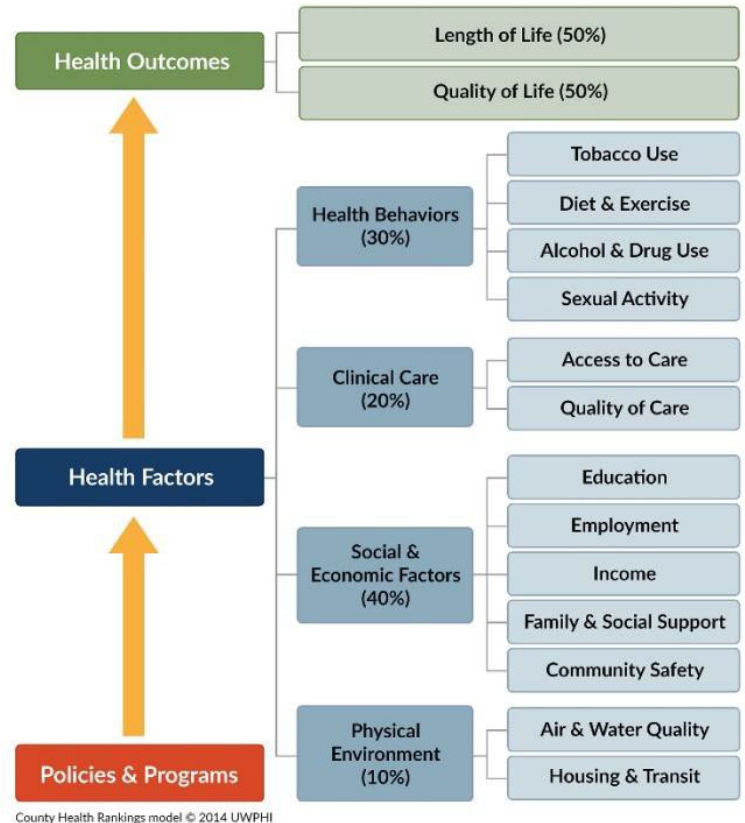 Health Outcomes
Length of Life (50%)
Quality of Life (50%)
Health Behaviors
(30%)
Tobacco Use
Diet & Exercise
Alcohol & Drug Use
Sexual Activity
Clinical Care
(20%)
Access to Care
Quality of Care
Health Factors
Social &
Economic Factors
(40%)
Education
Employment
Income
Family & Social Support
Community Safety
Physical
Environment
(10%)
Air & Water Quality
Housing & Transit
Policies & Programs
County Health Rankings model © 2014 UWPHI